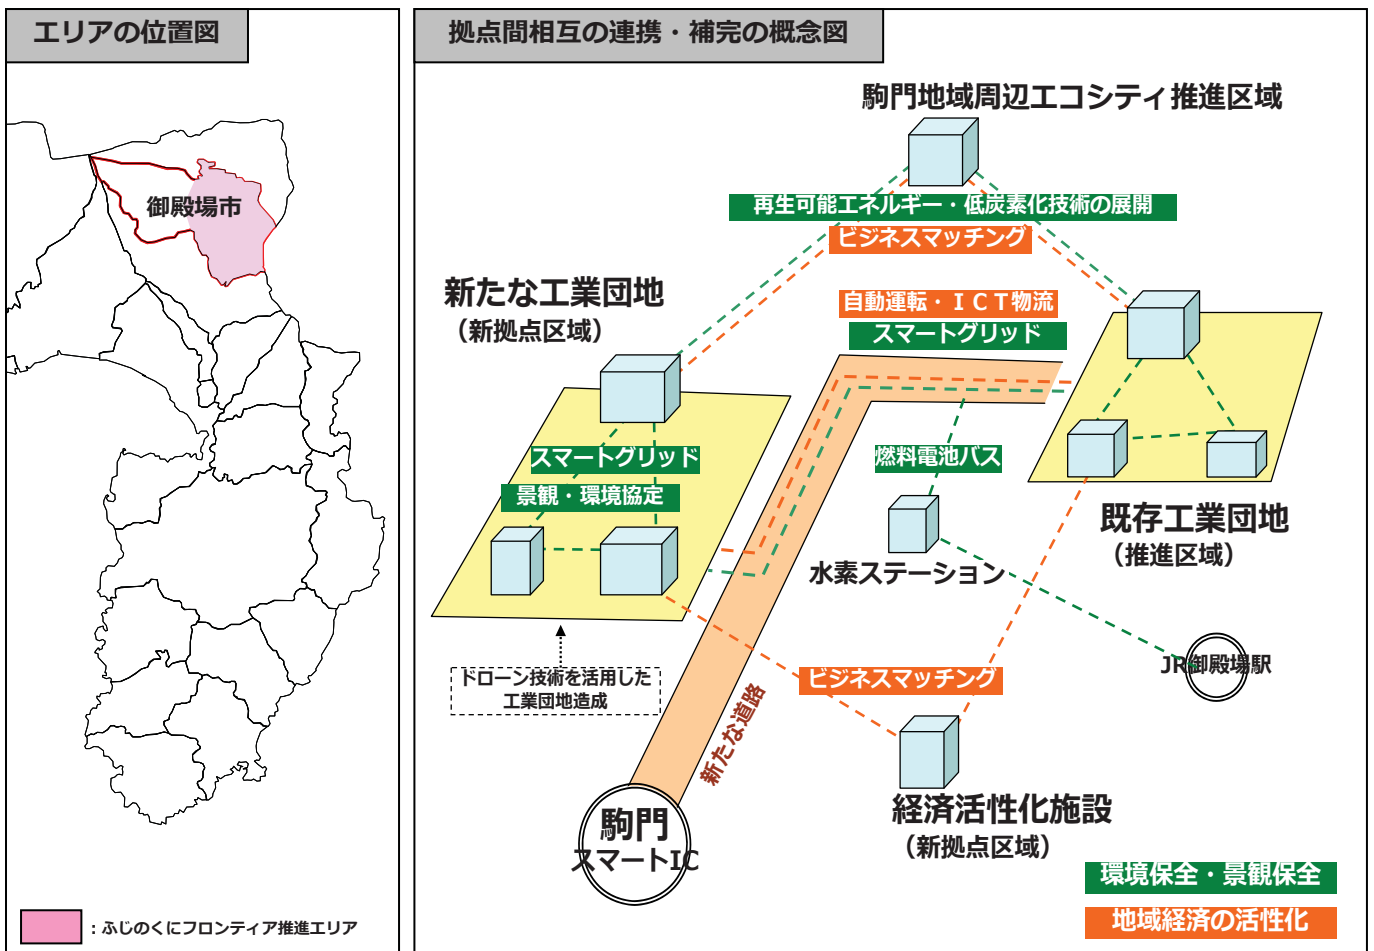 エリアの位置図
御殿場市
：ふじのくにフロンティア推進エリア
拠点間相互の連携・補完の概念図
駒門地域周辺エコシティ推進区域
再生可能エネルギー・低炭素化技術の展開
ビジネスマッチング
新たな工業団地
（新拠点区域）
自動運転・ＩＣＴ物流
スマートグリッド
スマートグリッド
景観・環境協定
燃料電池バス
既存工業団地
（推進区域）
水素ステーション
JR御殿場駅
ドローン技術を活用した
工業団地造成
ビジネスマッチング
新たな道路
駒門
スマートIC
経済活性化施設
（新拠点区域）
環境保全・景観保全
地域経済の活性化